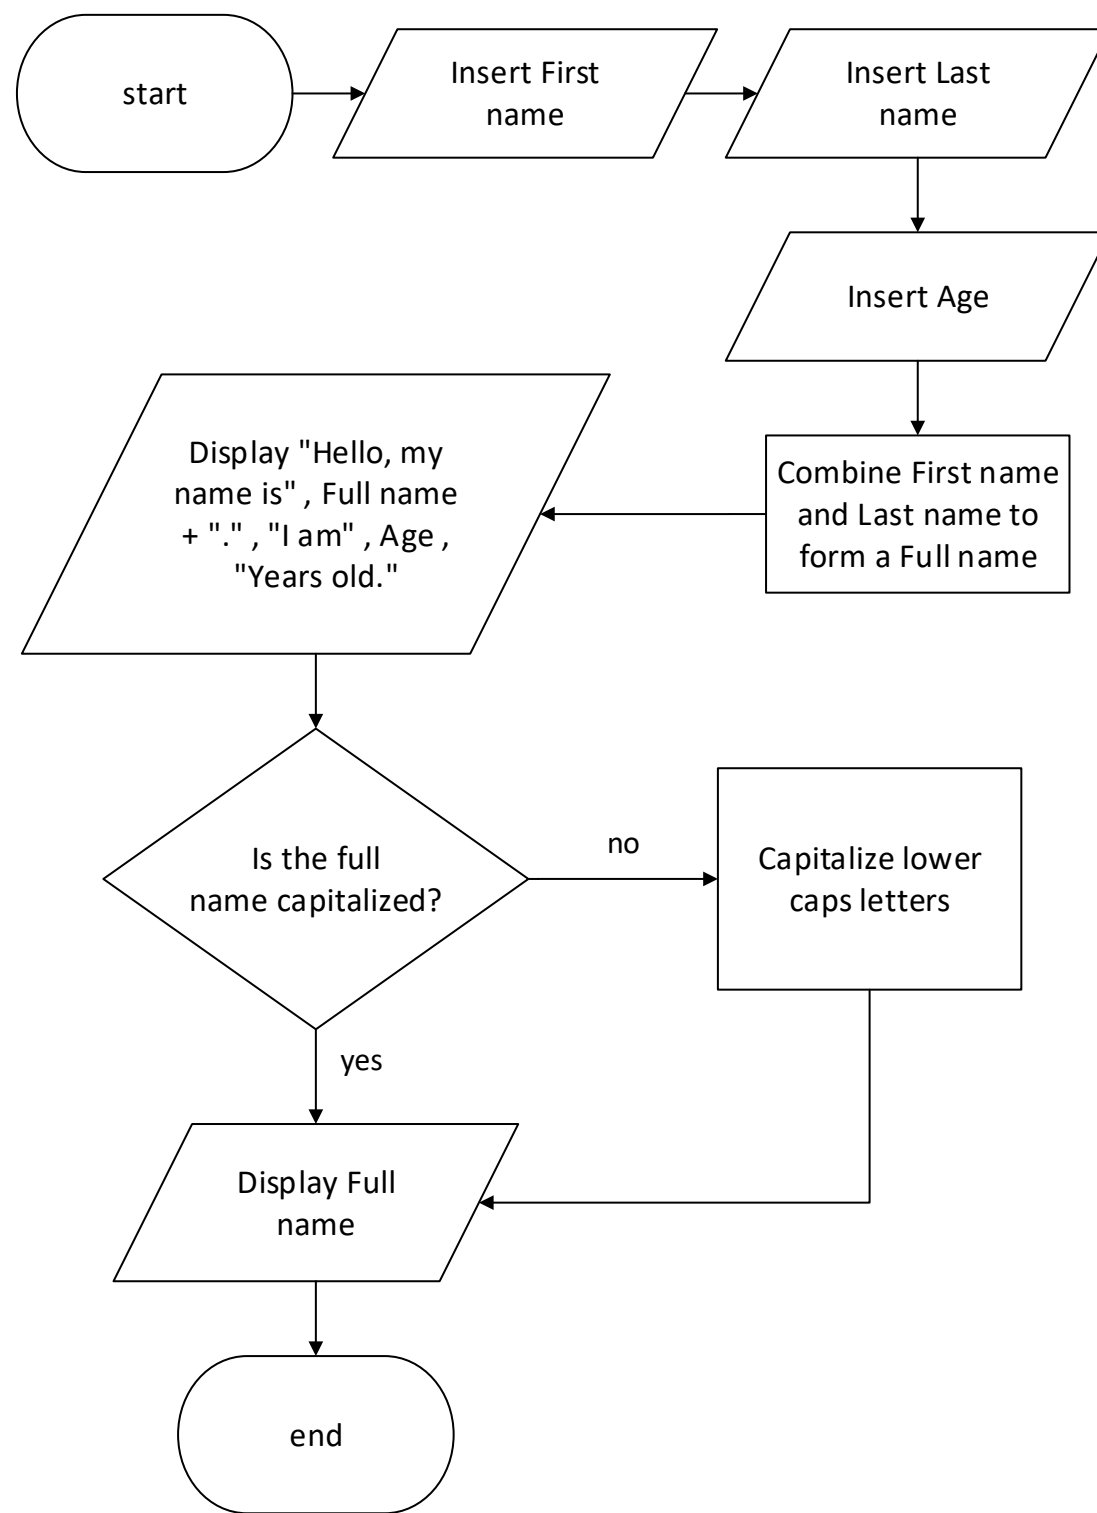 start
Insert First
name
Insert Last
name
Insert Age
Combine First name
and Last name to
form a Full name
Display "Hello, my
name is" , Full name
+ "." , "I am" , Age ,
"Years old."
Is the full
name capitalized?
no
Capitalize lower
caps letters
yes
Display Full
name
end